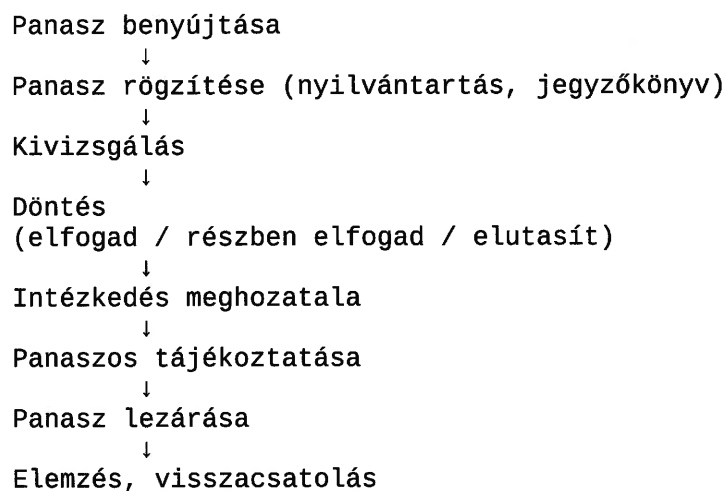 Panasz benyújtása
↓
Panasz rögzítése (nyilvántartás, jegyzőkönyv)
↓
Kivizsgálás
↓
Döntés
(elfogad / részben elfogad / elutasít)
↓
Intézkedés meghozatala
↓
Panaszos tájékoztatása
↓
Panasz lezárása
↓
Elemzés, visszacsatolás